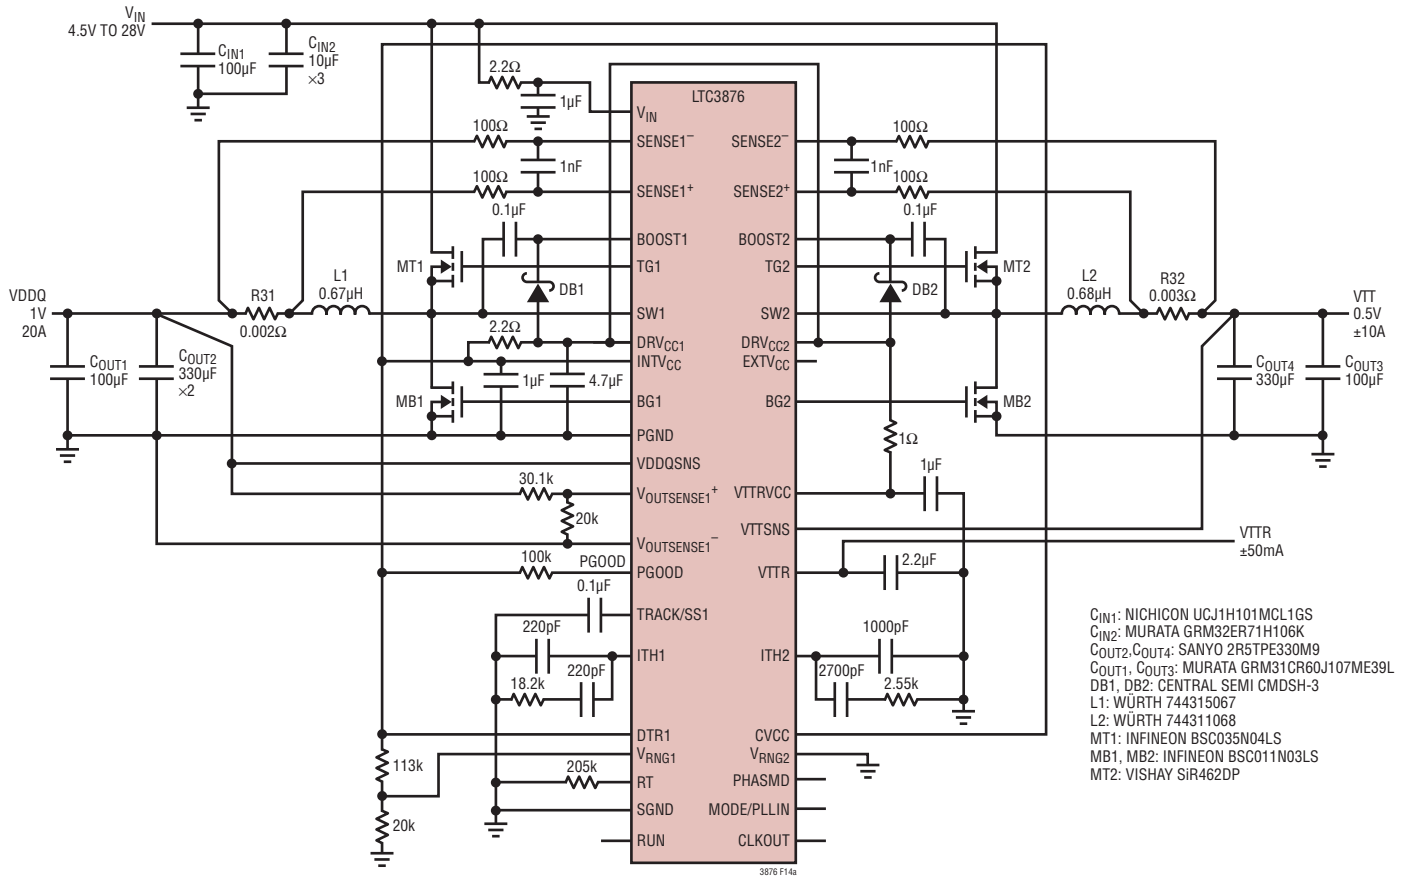 VIN
4.5V TO 28V
CIN1
100µF
CIN2
10µF
×3
2.2Ω
1µF
LTC3876
VIN
100Ω
SENSE1–
1nF
100Ω
SENSE1+
0.1µF
BOOST1
MT1
TG1
DB1
L1
0.67µH
SW1
VDDQ
1V
20A
R31
0.002Ω
2.2Ω
DRVCC1
INTVCC
COUT1
100µF
COUT2
330µF
×2
1µF
4.7µF
MB1
BG1
PGND
VDDQSNS
30.1k
VOUTSENSE1+
20k
VOUTSENSE1–
100k
PGOOD
PGOOD
0.1µF
TRACK/SS1
220pF
ITH1
220pF
18.2k
DTR1
VRNG1
113k
205k
RT
SGND
20k
RUN
SENSE2–
100Ω
1nF
100Ω
SENSE2+
0.1µF
BOOST2
TG2
MT2
DB2
L2
0.68µH
R32
0.003Ω
SW2
VTT
0.5V
±10A
DRVCC2
EXTVCC
COUT4
330µF
COUT3
100µF
BG2
MB2
1Ω
1µF
VTTRVCC
VTTSNS
VTTR
±50mA
2.2µF
VTTR
1000pF
ITH2
2700pF
2.55k
CVCC
VRNG2
PHASMD
MODE/PLLIN
CLKOUT
CIN1: NICHICON UCJ1H101MCL1GS
CIN2: MURATA GRM32ER71H106K
COUT2,COUT4: SANYO 2R5TPE330M9
COUT1, COUT3: MURATA GRM31CR60J107ME39L
DB1, DB2: CENTRAL SEMI CMDSH-3
L1: WÜRTH 744315067
L2: WÜRTH 744311068
MT1: INFINEON BSC035N04LS
MB1, MB2: INFINEON BSC011N03LS
MT2: VISHAY SiR462DP
3876 F14a